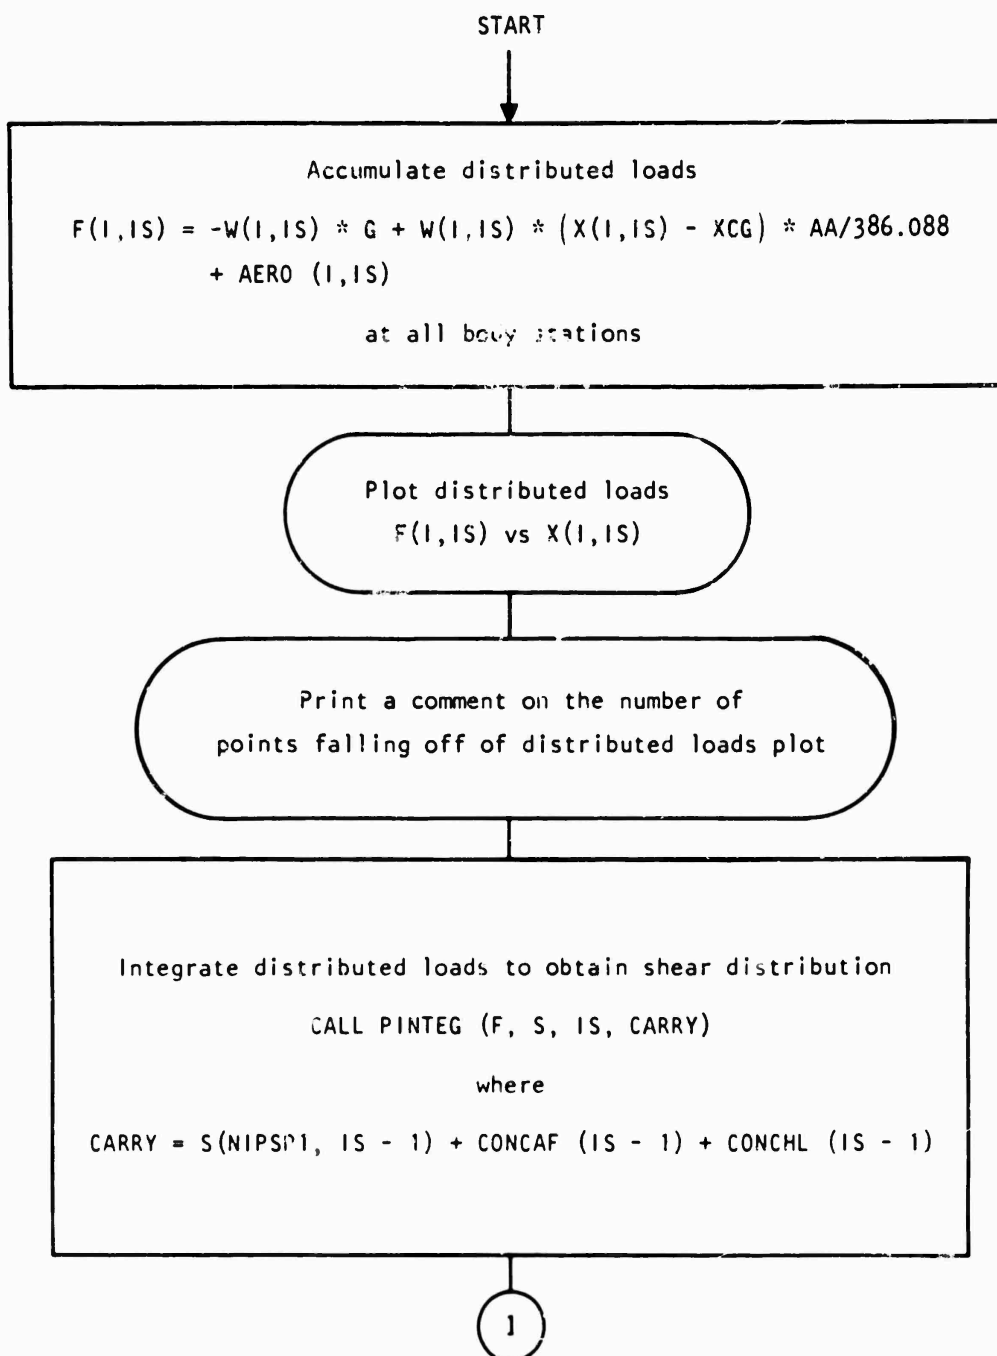 START
Accumulate distributed loads
F(I,IS) = -W(I,IS) * G + W(I,IS) * (X(I,IS) - XCG) * AA/386.088
+ AERO (I,IS)
at all body stations
Plot distributed loads
F(I,IS) vs X(I,IS)
Print a comment on the number of
points falling off of distributed loads plot
Integrate distributed loads to obtain shear distribution
CALL PINTEG (F, S, IS, CARRY)
where
CARRY = S(NIPSP1, IS - 1) + CONCAF (IS - 1) + CONCHL (IS - 1)
1